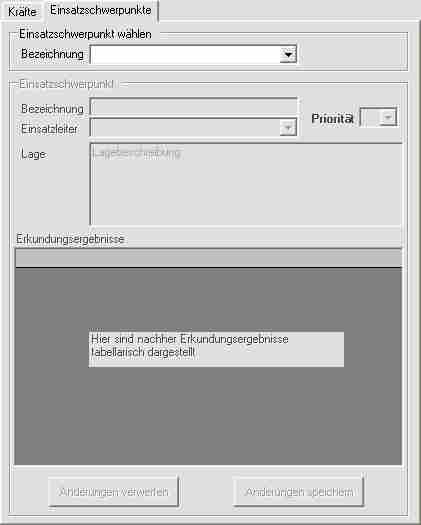 Kräfte Einsatzschwerpunkte
Einsatzschwerpunkt wählen
Bezeichnung
Einsatzschwerpunkt
Bezeichnung
Priorität
Einsatzleiter
Lage
Lagebeschreibung
Erkundungsergebnisse
Hier sind nachher Erkundungsergebnisse
tabellarisch dargestellt
Änderungen verwerfen Änderungen speichern